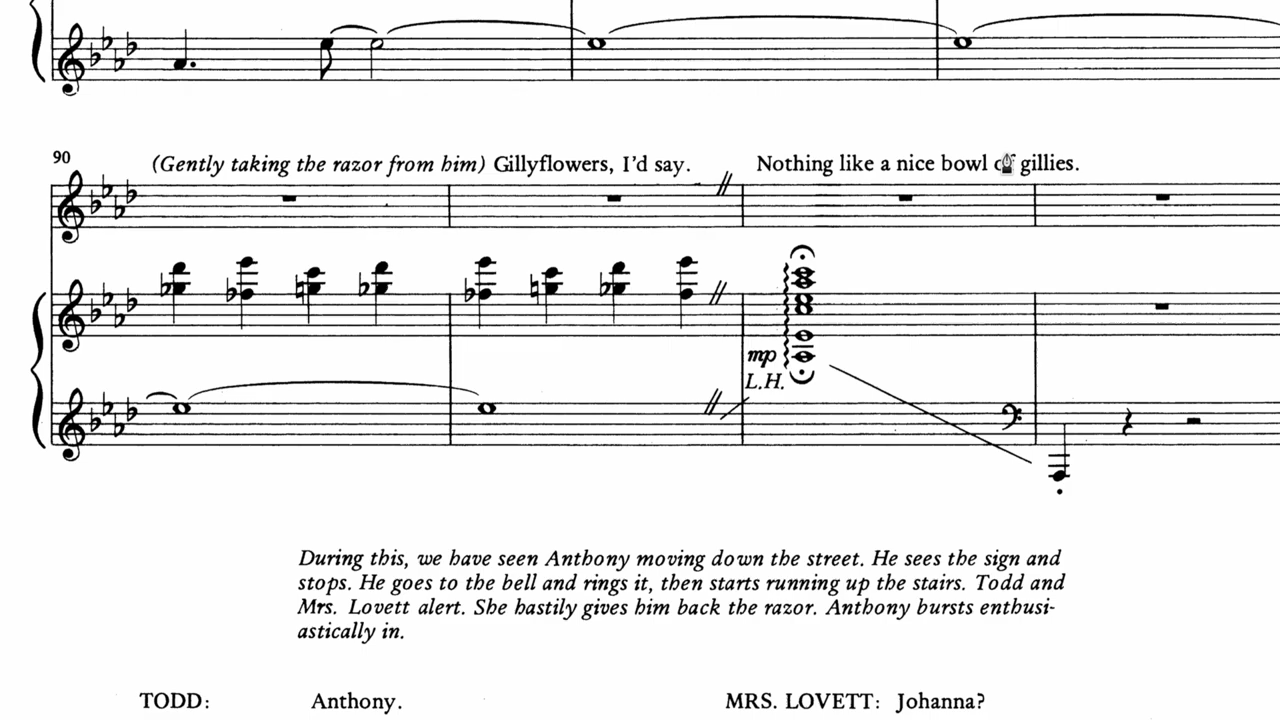 90
(Gently taking the razor from him) Gillyflowers, I'd say. Nothing like a nice bowl of gillies.
mp
L.H.
During this, we have seen Anthony moving down the street. He sees the sign and
stops. He goes to the bell and rings it, then starts running up the stairs. Todd and
Mrs. Lovett alert. She hastily gives him back the razor. Anthony bursts enthusi-
astically in.
TODD: Anthony. MRS. LOVETT: Johanna?